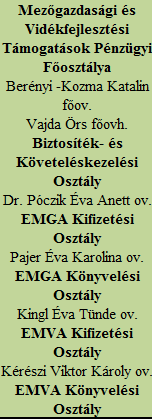 Mezőgazdasági és
Vidékfejlesztési
Támogatások Pénzügyi
Főosztálya
Berényi -Kozma Katalin
föov.
Vajda Örs föovh.
Biztosíték- és
Követeléskezelési
Osztály
Dr. Póczik Éva Anett ov.
EMGA Kifizetési
Osztály
Pajer Éva Karolina ov.
EMGA Könyvelési
Osztály
Kingl Éva Tünde ov.
EMVA Kifizetési
Osztály
Kérészi Viktor Károly ov.
EMVA Könyvelési
Osztály